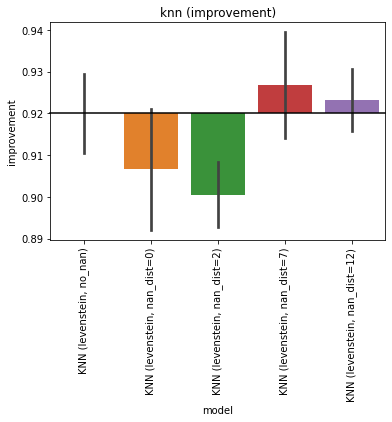 knn (improvement)
improvement
0.94
0.93
0.92
0.91
0.90
0.89
KNN (levenstein, no_nan)
KNN (levenstein, nan_dist=0)
KNN (levenstein, nan_dist=2)
KNN (levenstein, nan_dist=7)
KNN (levenstein, nan_dist=12)
model